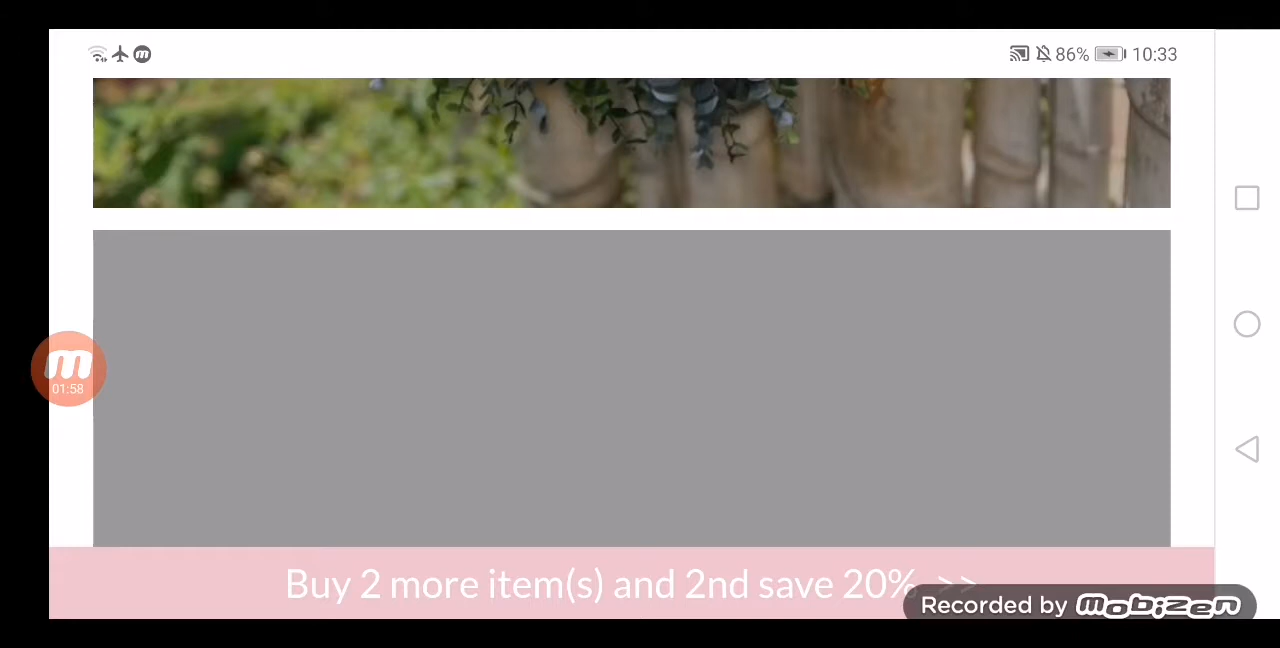 86% 10:33
m
01:58
Buy 2 more item(s) and 2nd save 20% >>
Recorded by mobizen